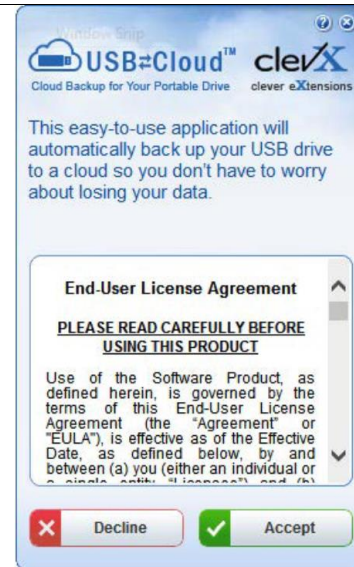 Window Snip
USB⇄Cloud™
Cloud Backup for Your Portable Drive
clevX
clever eXtensions
This easy-to-use application will
automatically back up your USB drive
to a cloud so you don't have to worry
about losing your data.
End-User License Agreement
PLEASE READ CAREFULLY BEFORE
USING THIS PRODUCT
Use of the Software Product, as
defined herein, is governed by the
terms of this End-User License
Agreement (the “Agreement” or
"EULA"), is effective as of the Effective
Date, as defined below, by and
between (a) you (either an individual or
a single entity “Licensee”) and (b)
Decline
Accept